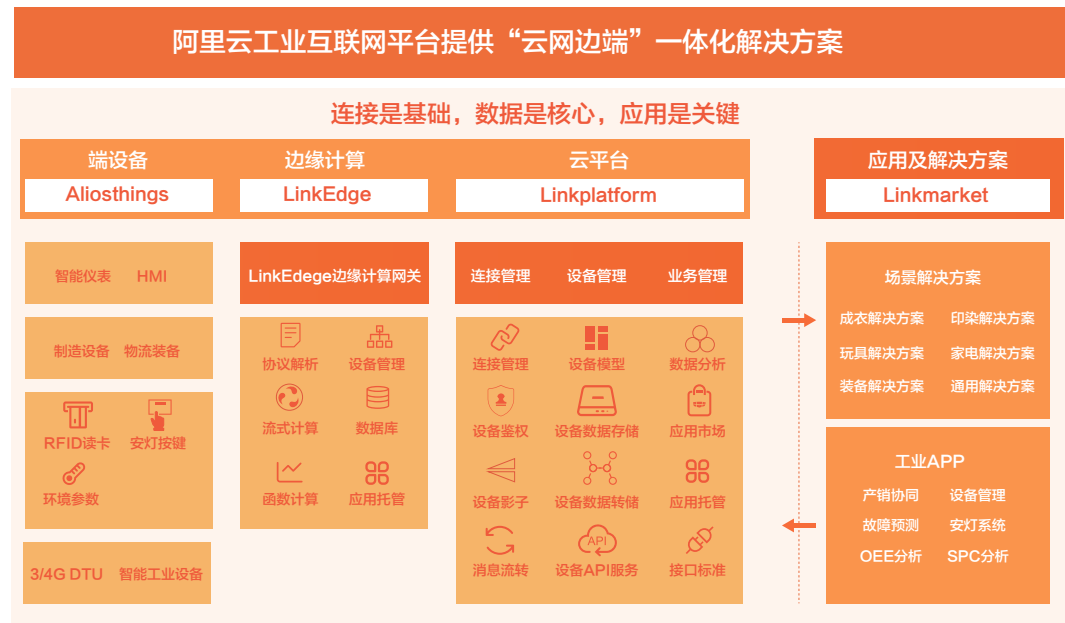 阿里云工业互联网平台提供“云网边端”一体化解决方案
连接是基础，数据是核心，应用是关键
端设备
Aliosthings
边缘计算
LinkEdge
云平台
Linkplatform
应用及解决方案
Linkmarket
智能仪表 HMI
制造设备 物流装备
RFID读卡 安灯按键
环境参数
3/4G DTU 智能工业设备
LinkEdege边缘计算网关
协议解析 设备管理
流式计算 数据库
函数计算 应用托管
连接管理 设备管理 业务管理
连接管理 设备模型 数据分析
设备鉴权 设备数据存储 应用市场
设备影子 设备数据转储 应用托管
API
消息流转 设备API服务 接口标准
场景解决方案
成衣解决方案 印染解决方案
玩具解决方案 家电解决方案
装备解决方案 通用解决方案
工业APP
产销协同 设备管理
故障预测 安灯系统
OEE分析 SPC分析